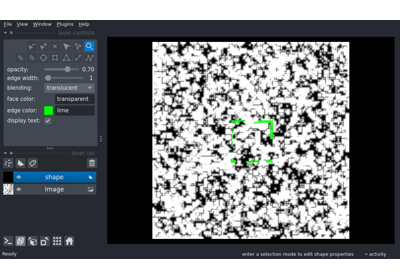 File View Window Plugins Help
layer controls
opacity: 0.70
edge width: 1
blending: translucent
face color: transparent
edge color: lime
display text:
layer list
shape
Image
Ready enter a selection mode to edit shape properties activity